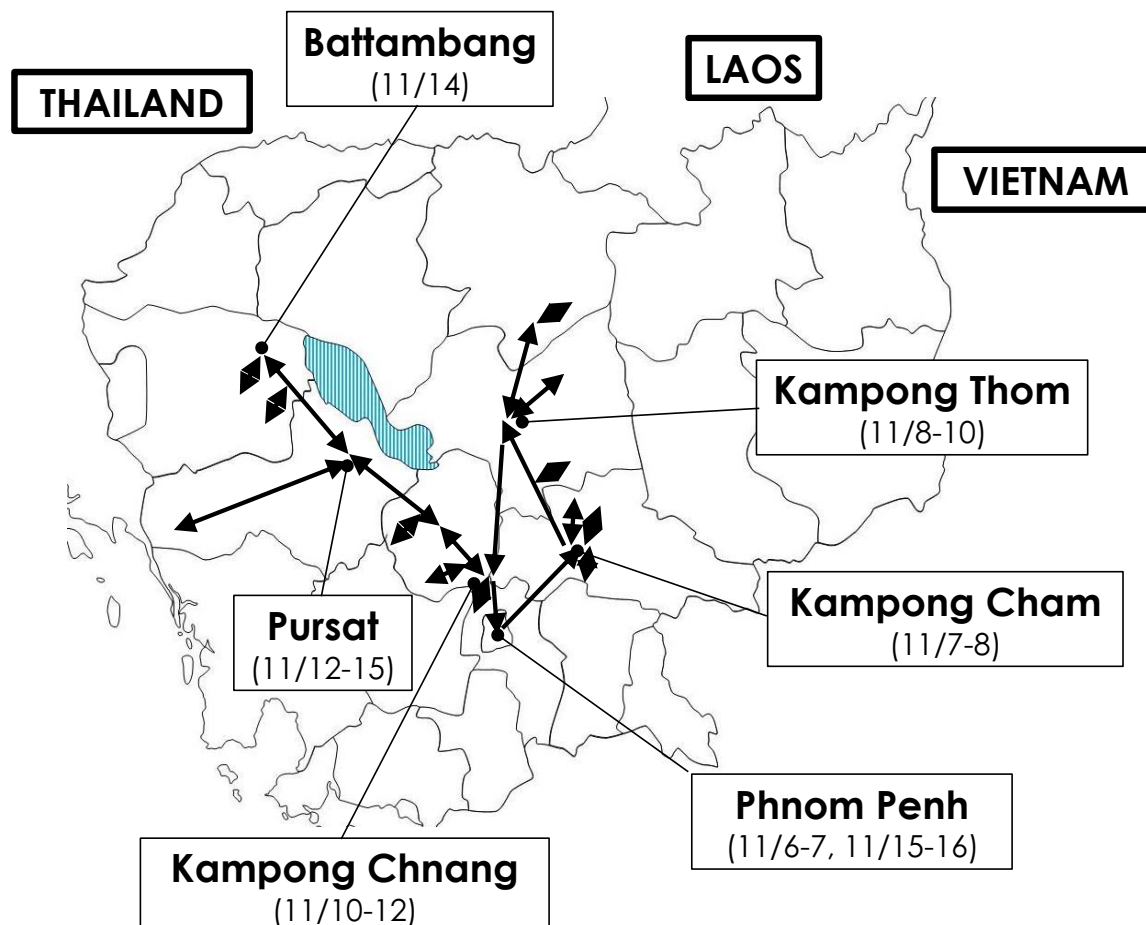 Battambang
(11/14)
LAOS
THAILAND
VIETNAM
Kampong Thom
(11/8-10)
Kampong Cham
(11/7-8)
Pursat
(11/12-15)
Phnom Penh
(11/6-7, 11/15-16)
Kampong Chnang
(11/10-12)